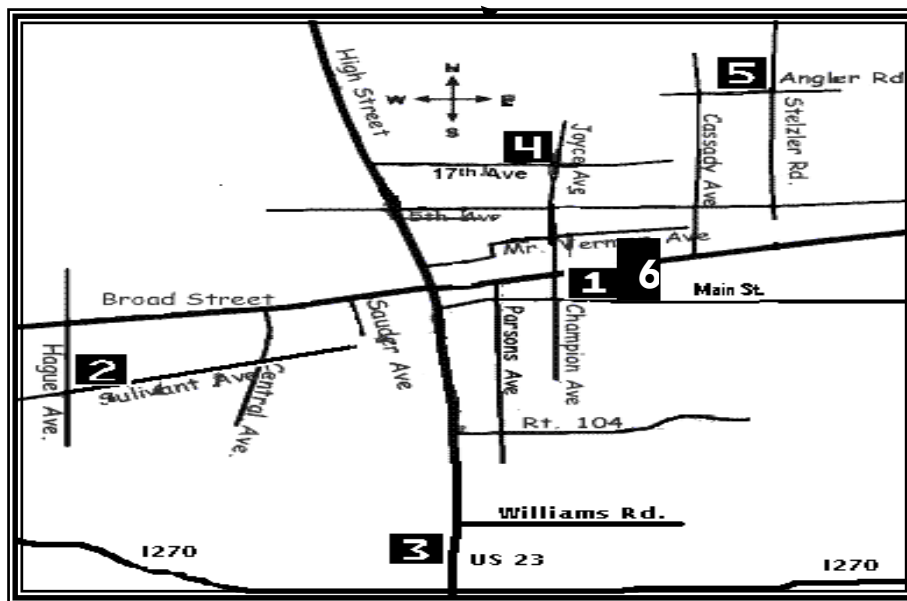 High Street
N
W
E
S
5
Angler Rd
4
Joyce Ave
Cassady Ave
Stelzler Rd.
17th Ave
5th Ave
Mr. Vernon Ave
1
6
Main St.
Broad Street
Sauder Ave
Parsons Ave
Champion Ave
Hague Ave.
2
Sulivant Ave
Central Ave.
Rt. 104
Williams Rd.
I270
3
US 23
I270